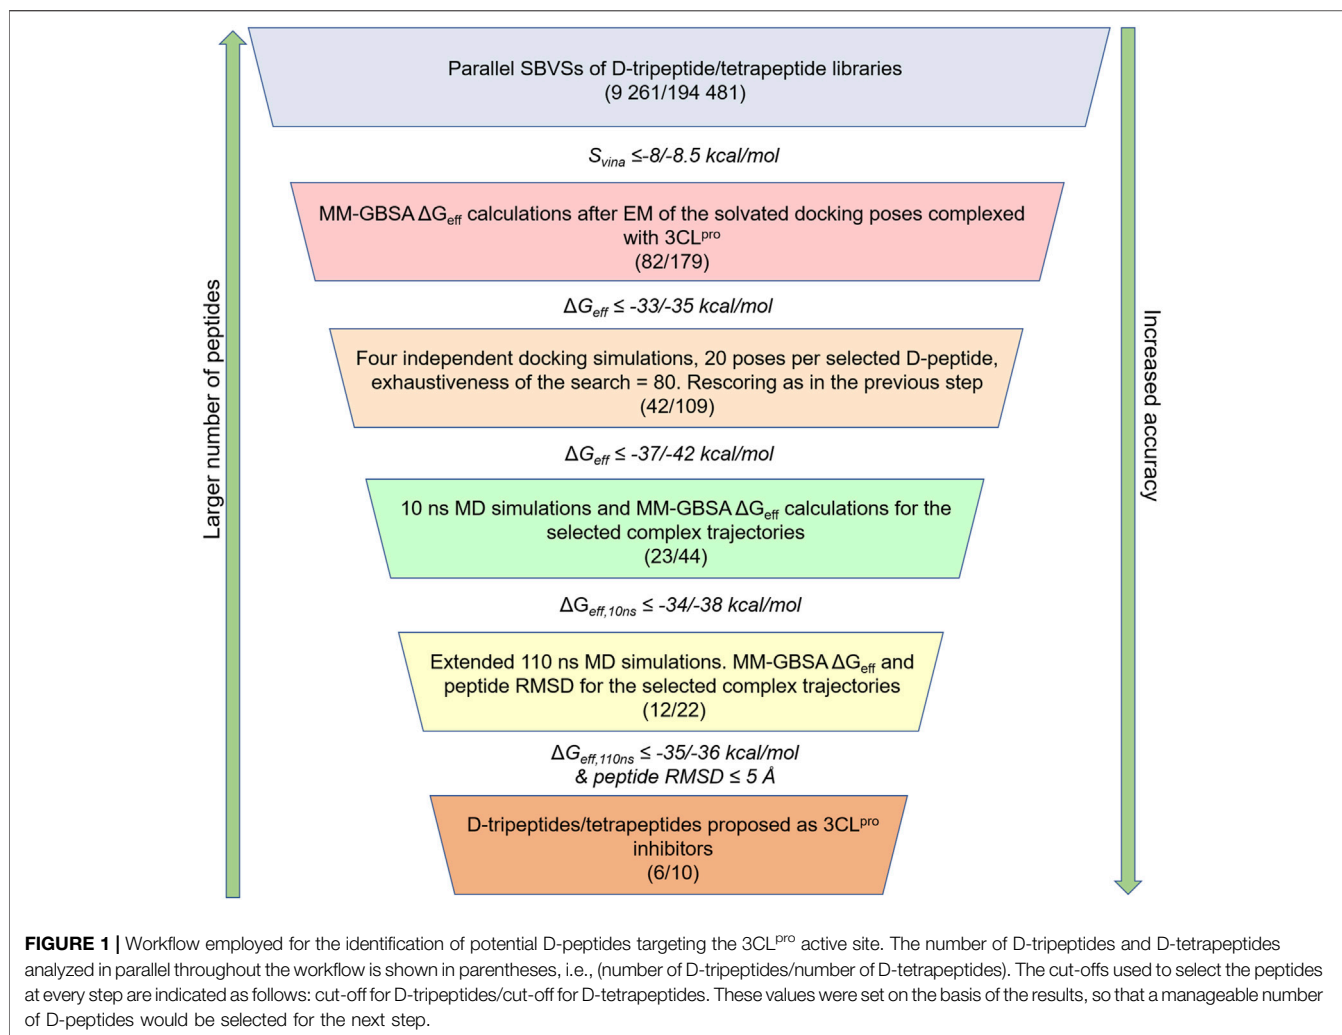 Larger number of peptides
Parallel SBVSs of D-tripeptide/tetrapeptide libraries
(9 261/194 481)
Svina ≤-8/-8.5 kcal/mol
MM-GBSA ΔGeff calculations after EM of the solvated docking poses complexed
with 3CLpro
(82/179)
ΔGeff ≤ -33/-35 kcal/mol
Four independent docking simulations, 20 poses per selected D-peptide,
exhaustiveness of the search = 80. Rescoring as in the previous step
(42/109)
ΔGeff ≤ -37/-42 kcal/mol
10 ns MD simulations and MM-GBSA ΔGeff calculations for the
selected complex trajectories
(23/44)
ΔGeff,10ns ≤ -34/-38 kcal/mol
Extended 110 ns MD simulations. MM-GBSA ΔGeff and
peptide RMSD for the selected complex trajectories
(12/22)
ΔGeff,110ns ≤ -35/-36 kcal/mol
& peptide RMSD ≤ 5 Å
D-tripeptides/tetrapeptides proposed as 3CLpro
inhibitors
(6/10)
Increased accuracy
FIGURE 1 | Workflow employed for the identification of potential D-peptides targeting the 3CLpro active site. The number of D-tripeptides and D-tetrapeptides
analyzed in parallel throughout the workflow is shown in parentheses, i.e., (number of D-tripeptides/number of D-tetrapeptides). The cut-offs used to select the peptides
at every step are indicated as follows: cut-off for D-tripeptides/cut-off for D-tetrapeptides. These values were set on the basis of the results, so that a manageable number
of D-peptides would be selected for the next step.